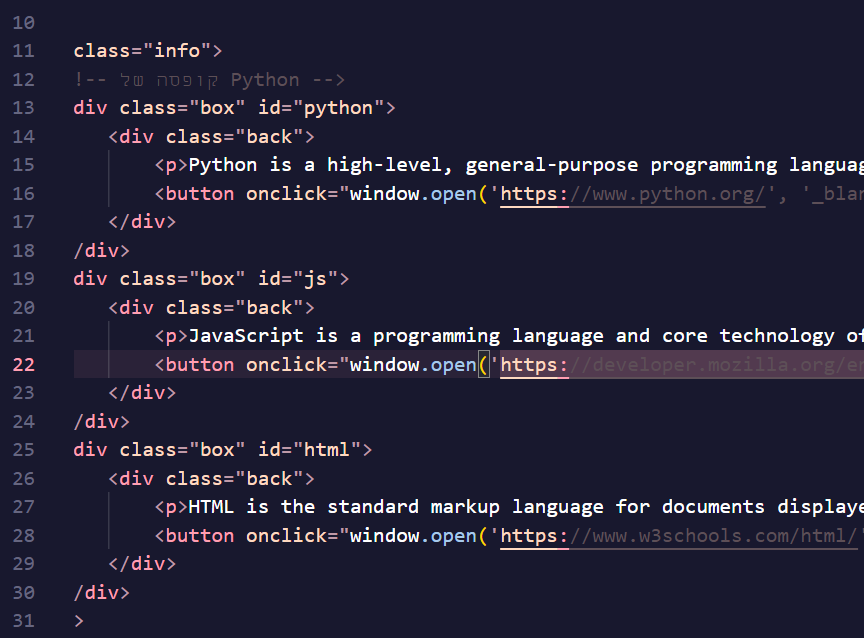 10
11 class="info">
12 !-- קופסה של Python -->
13 div class="box" id="python">
14 <div class="back">
15 <p>Python is a high-level, general-purpose programming languag
16 <button onclick="window.open('https://www.python.org/', '_blan
17 </div>
18 /div>
19 div class="box" id="js">
20 <div class="back">
21 <p>JavaScript is a programming language and core technology of
22 <button onclick="window.open('https://developer.mozilla.org/en
23 </div>
24 /div>
25 div class="box" id="html">
26 <div class="back">
27 <p>HTML is the standard markup language for documents displaye
28 <button onclick="window.open('https://www.w3schools.com/html/'
29 </div>
30 /div>
31 >